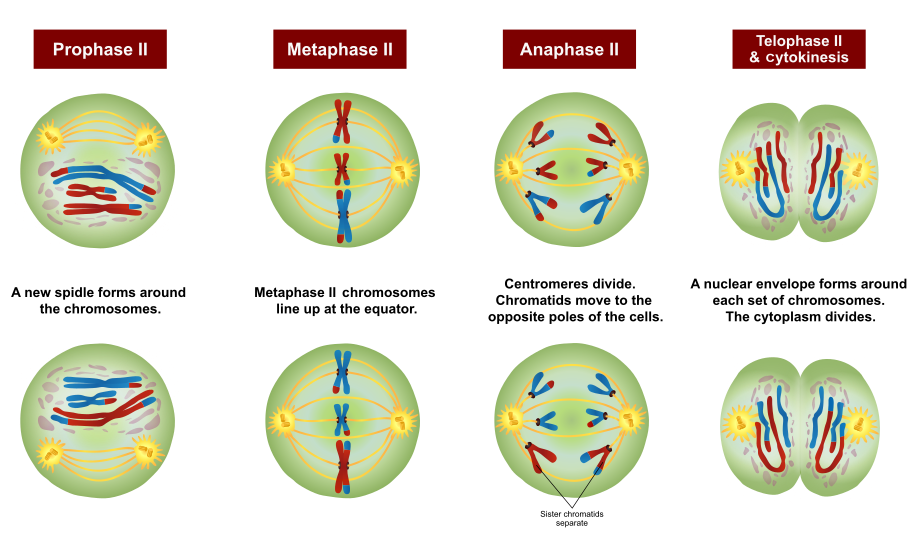 Prophase II
Metaphase II
Anaphase II
Telophase II
& Cytokinesis
A new spidle forms around
the chromosomes.
Metaphase II chromosomes
line up at the equator.
Centromeres divide.
Chromatids move to the
opposite poles of the cells.
A nuclear envelope forms around
each set of chromosomes.
The cytoplasm divides.
Sister chromatids
separate